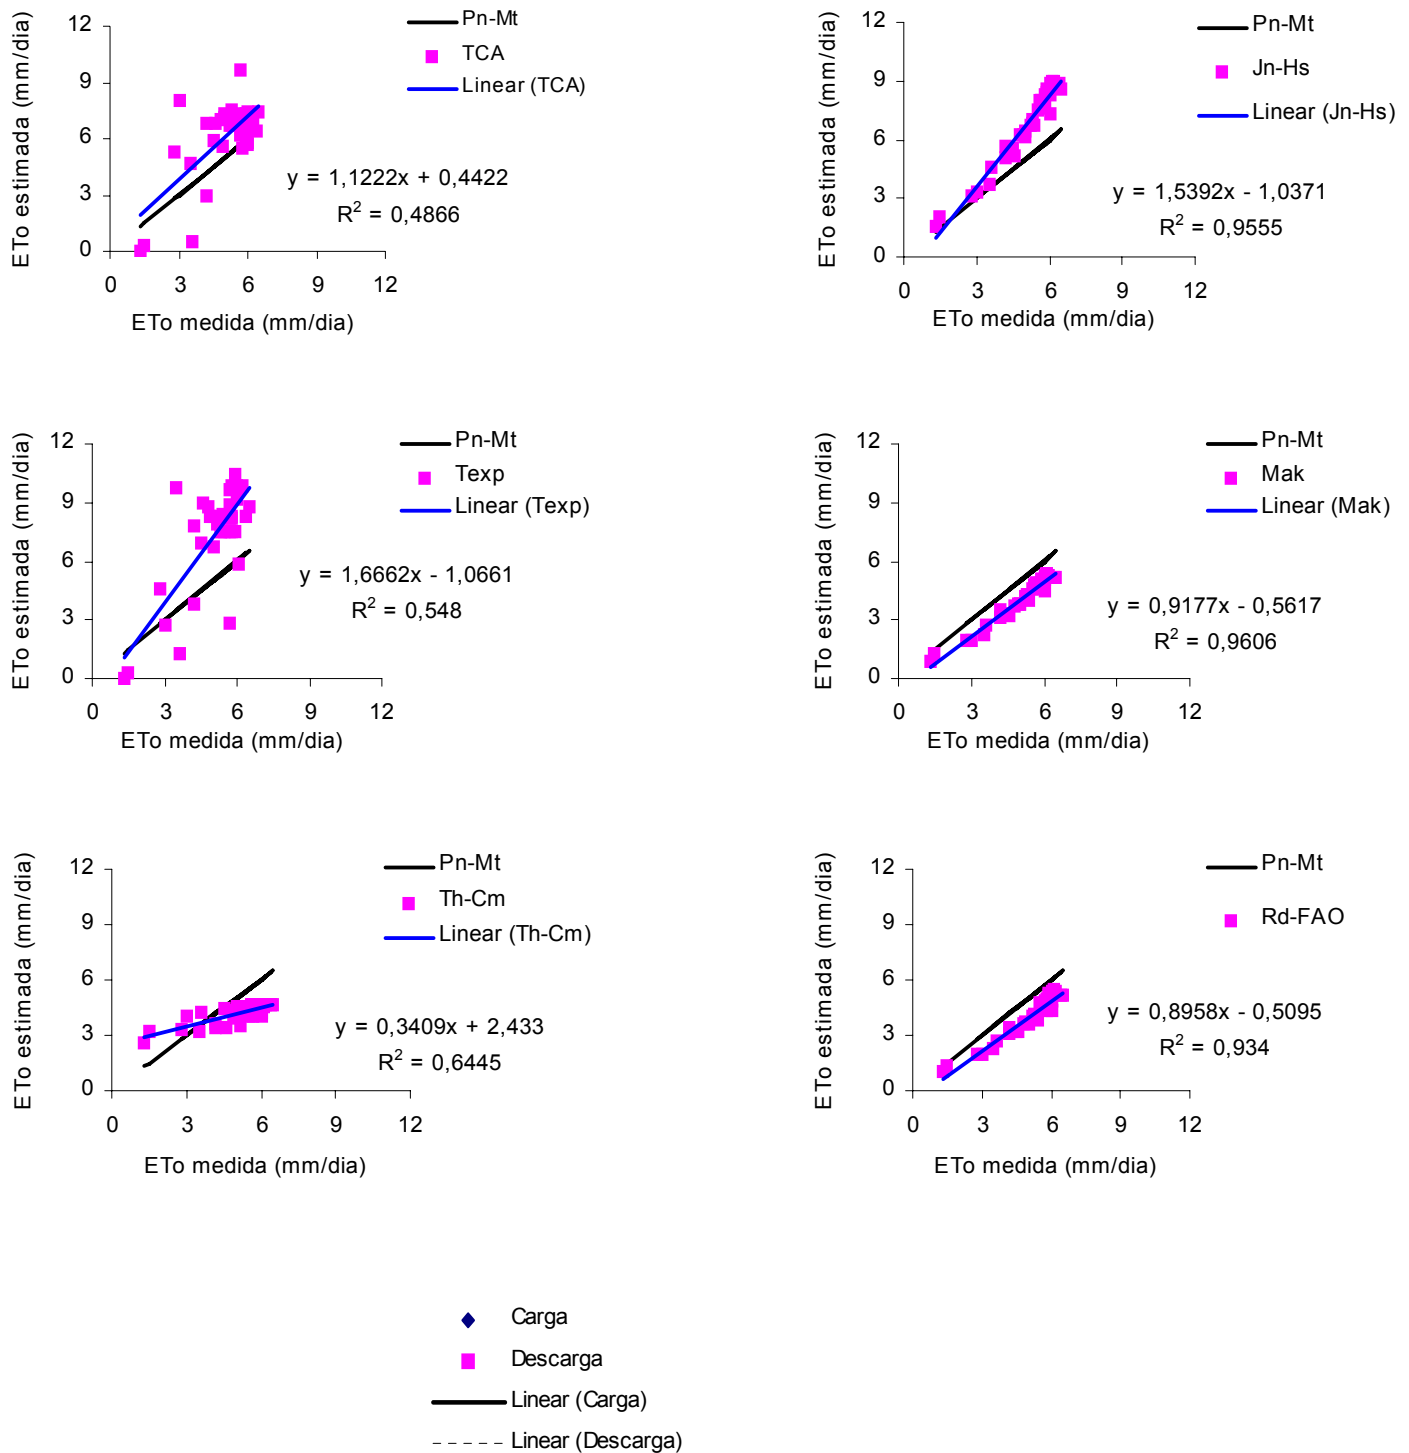 Pn-Mt
TCA
Linear (TCA)
ETo estimada (mm/dia)
12
9
6
3
0
y = 1,1222x + 0,4422
R² = 0,4866
0 3 6 9 12
ETo medida (mm/dia)
Pn-Mt
Jn-Hs
Linear (Jn-Hs)
ETo estimada (mm/dia)
12
9
6
3
0
y = 1,5392x - 1,0371
R² = 0,9555
0 3 6 9 12
ETo medida (mm/dia)
Pn-Mt
Texp
Linear (Texp)
ETo estimada (mm/dia)
12
9
6
3
0
y = 1,6662x - 1,0661
R² = 0,548
0 3 6 9 12
ETo medida (mm/dia)
Pn-Mt
Mak
Linear (Mak)
ETo estimada (mm/dia)
12
9
6
3
0
y = 0,9177x - 0,5617
R² = 0,9606
0 3 6 9 12
ETo medida (mm/dia)
Pn-Mt
Th-Cm
Linear (Th-Cm)
ETo estimada (mm/dia)
12
9
6
3
0
y = 0,3409x + 2,433
R² = 0,6445
0 3 6 9 12
ETo medida (mm/dia)
Pn-Mt
Rd-FAO
ETo estimada (mm/dia)
12
9
6
3
0
y = 0,8958x - 0,5095
R² = 0,934
0 3 6 9 12
ETo medida (mm/dia)
Carga
Descarga
Linear (Carga)
Linear (Descarga)